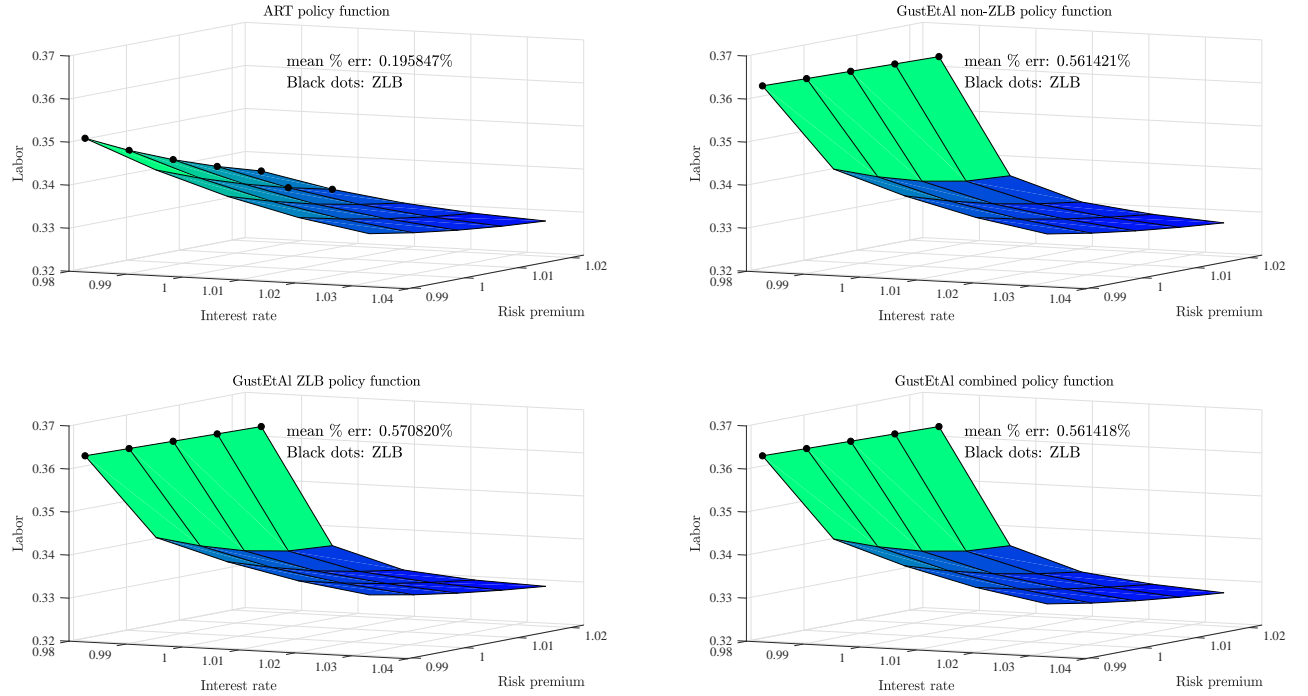 ART policy function
mean % err: 0.195847%
Black dots: ZLB
0.37
0.36
0.35
0.34
0.33
0.32
Labor
0.98
0.99
1
1.01
1.02
1.03
1.04
Interest rate
0.99
1
1.01
1.02
Risk premium
GustEtAl non-ZLB policy function
mean % err: 0.561421%
Black dots: ZLB
0.37
0.36
0.35
0.34
0.33
0.32
Labor
0.98
0.99
1
1.01
1.02
1.03
1.04
Interest rate
0.99
1
1.01
1.02
Risk premium
GustEtAl ZLB policy function
mean % err: 0.570820%
Black dots: ZLB
0.37
0.36
0.35
0.34
0.33
0.32
Labor
0.98
0.99
1
1.01
1.02
1.03
1.04
Interest rate
0.99
1
1.01
1.02
Risk premium
GustEtAl combined policy function
mean % err: 0.561418%
Black dots: ZLB
0.37
0.36
0.35
0.34
0.33
0.32
Labor
0.98
0.99
1
1.01
1.02
1.03
1.04
Interest rate
0.99
1
1.01
1.02
Risk premium